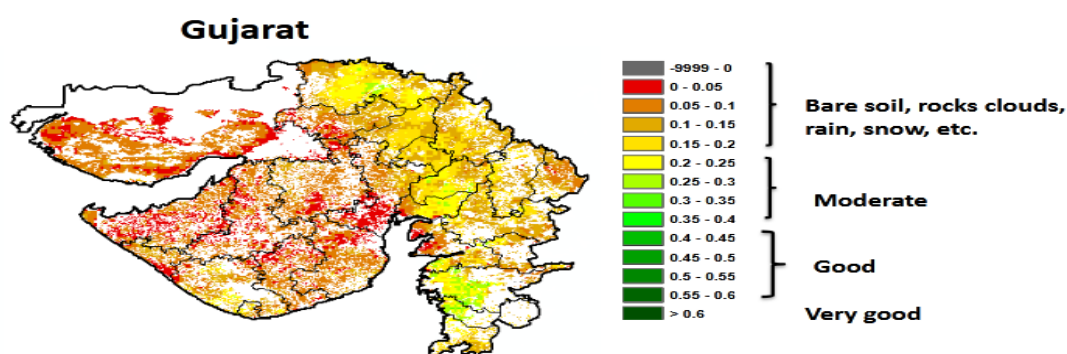 Gujarat
-9999 - 0
0 - 0.05
0.05 - 0.1
0.1 - 0.15
0.15 - 0.2
0.2 - 0.25
0.25 - 0.3
0.3 - 0.35
0.35 - 0.4
0.4 - 0.45
0.45 - 0.5
0.5 - 0.55
0.55 - 0.6
> 0.6
Bare soil, rocks clouds,
rain, snow, etc.
Moderate
Good
Very good